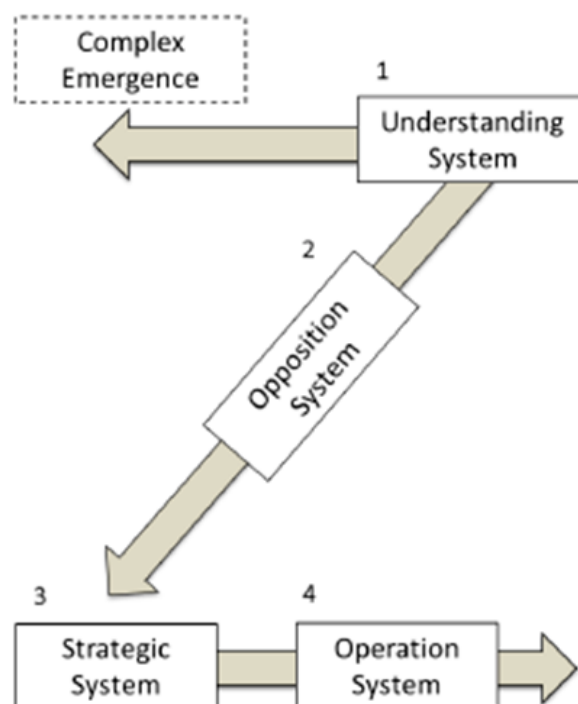 Complex
Emergence
1
Understanding
System
2
Opposition
System
3
4
Strategic
System
Operation
System